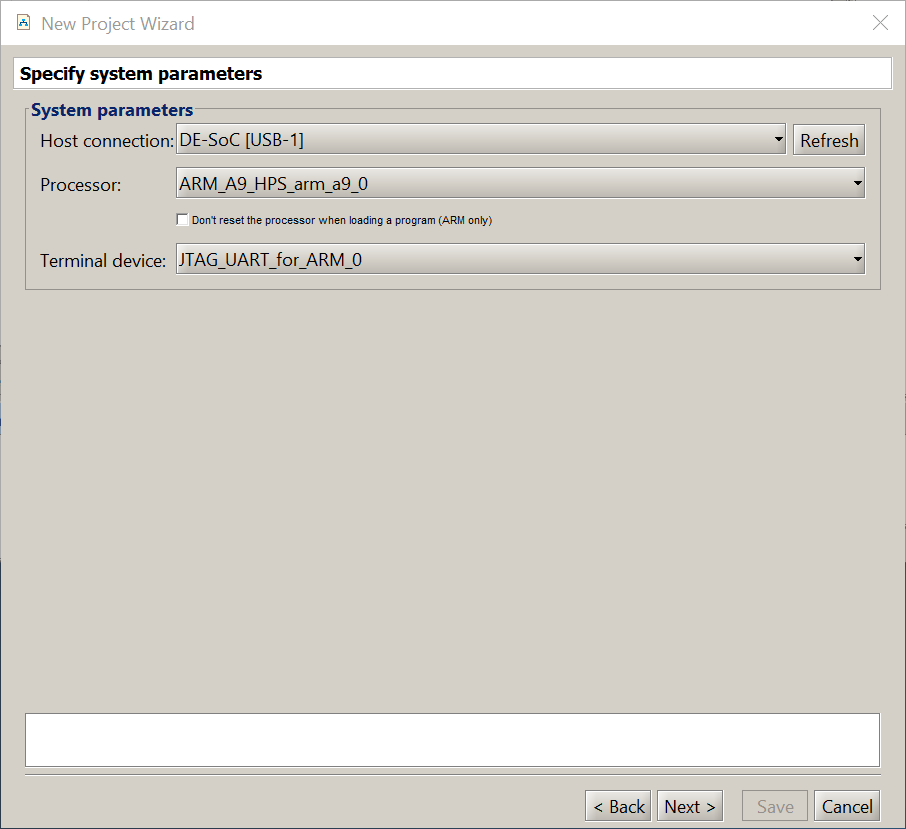 New Project Wizard
Specify system parameters
System parameters
Host connection: DE-SoC [USB-1] Refresh
Processor: ARM_A9_HPS_arm_a9_0
Don't reset the processor when loading a program (ARM only)
Terminal device: JTAG_UART_for_ARM_0
< Back Next > Save Cancel